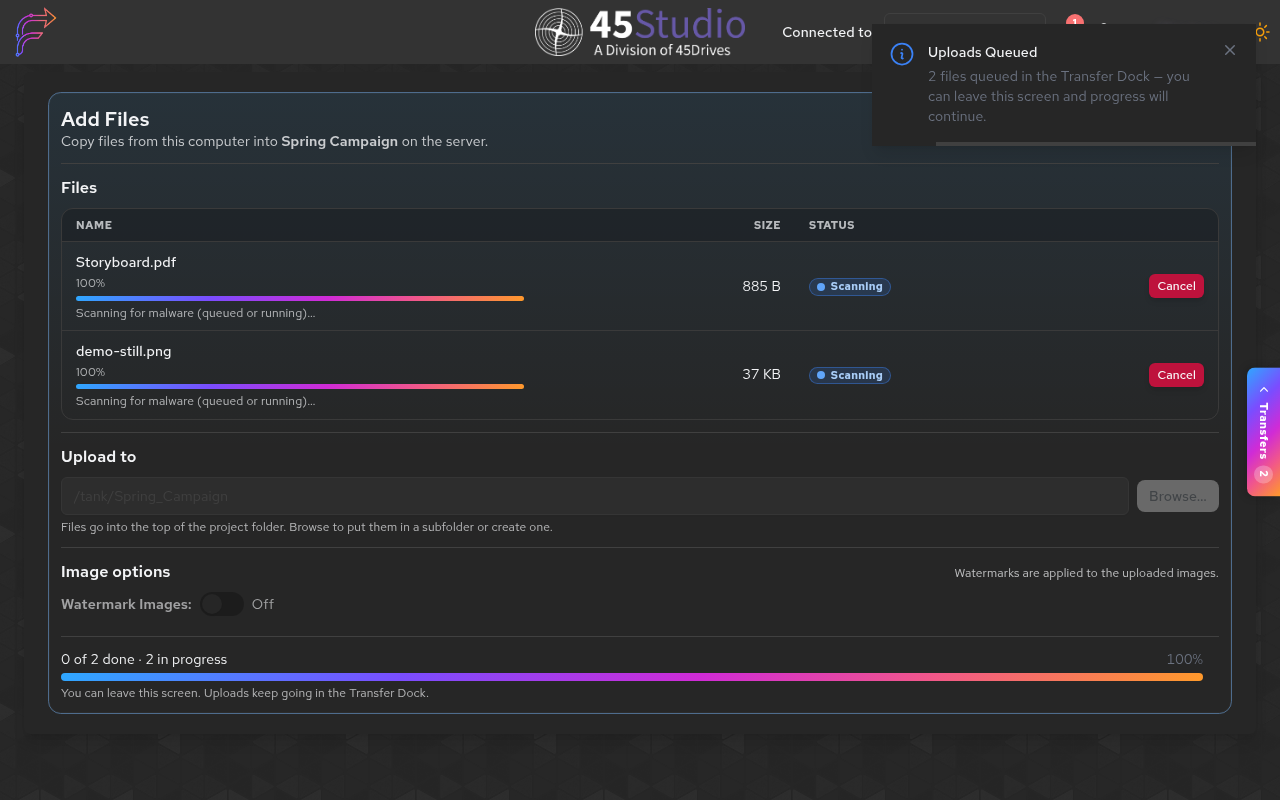 45Studio
A Division of 45Drives
Connected to
1
Uploads Queued
2 files queued in the Transfer Dock — you
can leave this screen and progress will
continue.
Add Files
Copy files from this computer into Spring Campaign on the server.
Files
NAME SIZE STATUS
Storyboard.pdf
100%
885 B Scanning Cancel
Scanning for malware (queued or running)...
demo-still.png
100%
37 KB Scanning Cancel
Scanning for malware (queued or running)...
Transfers 2
Upload to
/tank/Spring_Campaign Browse...
Files go into the top of the project folder. Browse to put them in a subfolder or create one.
Image options Watermarks are applied to the uploaded images.
Watermark Images: Off
0 of 2 done · 2 in progress 100%
You can leave this screen. Uploads keep going in the Transfer Dock.